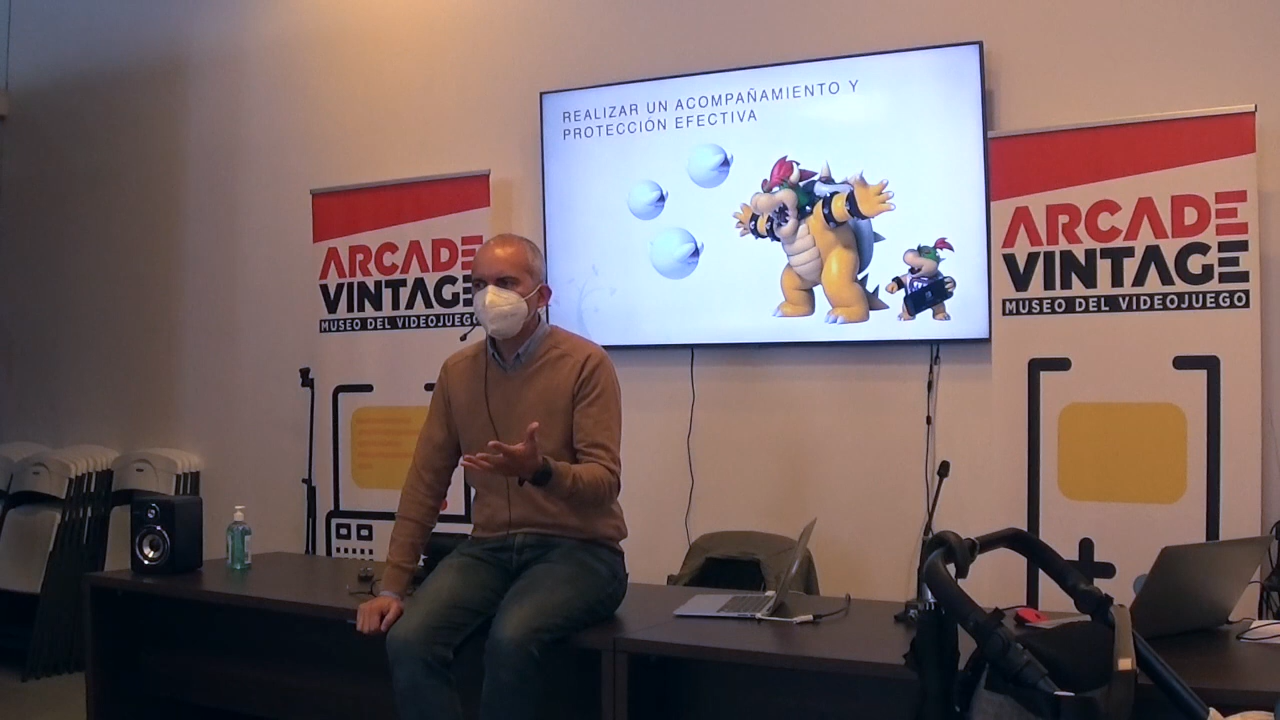 REALIZAR UN ACOMPAÑAMIENTO Y
PROTECCIÓN EFECTIVA
ARCADE
VINTAGE
MUSEO DEL VIDEOJUEGO
ARCADE
VINTAGE
MUSEO DEL VIDEOJUEGO